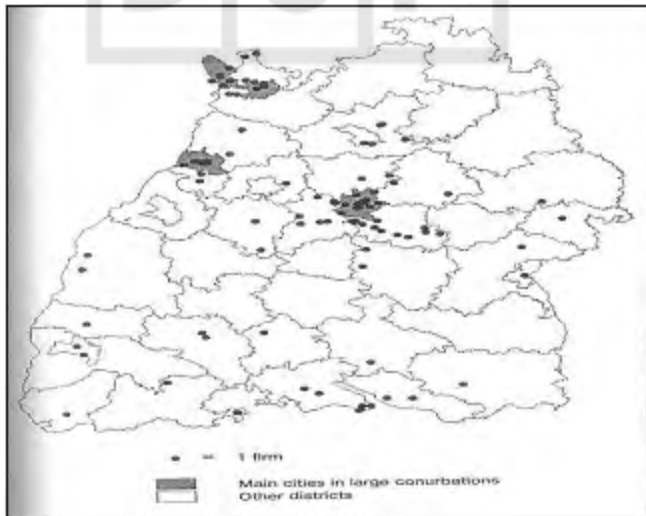 = 1 firm
Main cities in large conurbations
Other districts